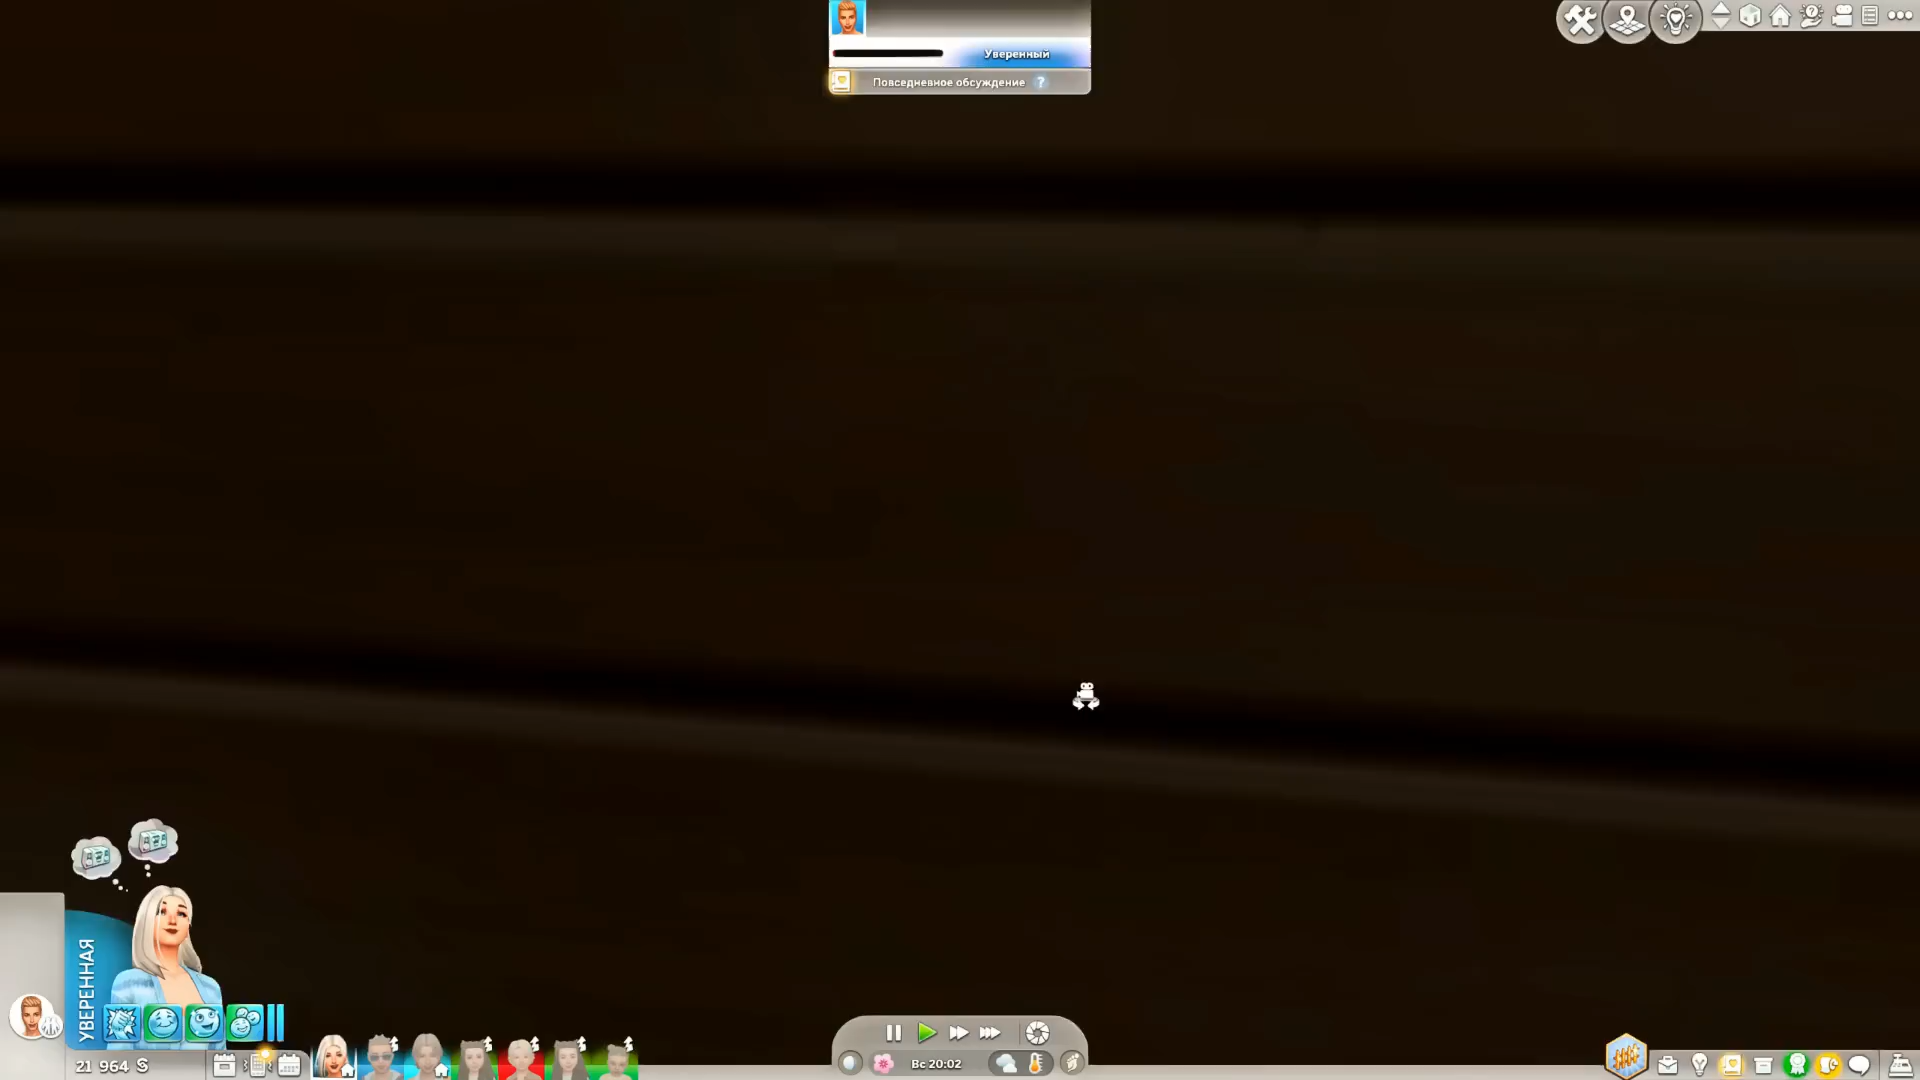 Уверенный
Повседневное обсуждение ?
УВЕРЕННАЯ
21 964 §
Вс 20:02